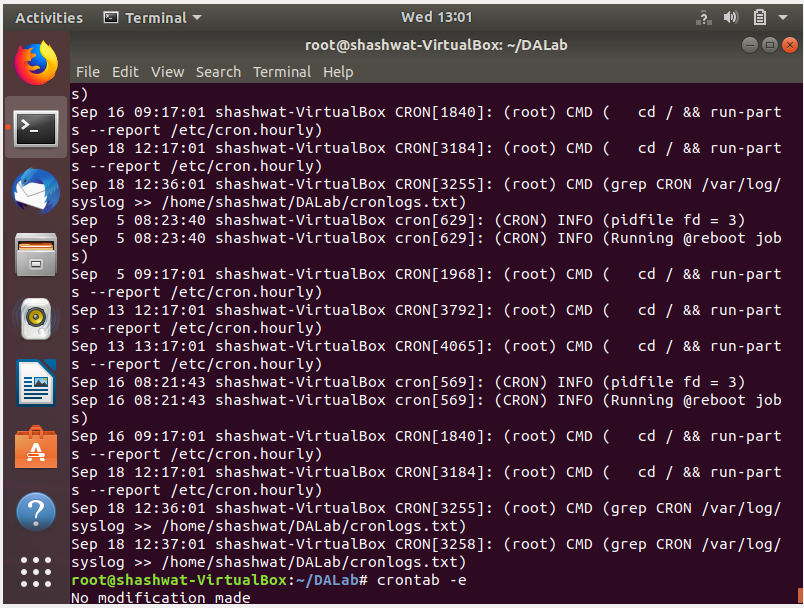 Activities Terminal Wed 13:01
root@shashwat-VirtualBox: ~/DALab
File Edit View Search Terminal Help
s)
Sep 16 09:17:01 shashwat-VirtualBox CRON[1840]: (root) CMD (   cd / && run-part
s --report /etc/cron.hourly)
Sep 18 12:17:01 shashwat-VirtualBox CRON[3184]: (root) CMD (   cd / && run-part
s --report /etc/cron.hourly)
Sep 18 12:36:01 shashwat-VirtualBox CRON[3255]: (root) CMD (grep CRON /var/log/
syslog >> /home/shashwat/DALab/cronlogs.txt)
Sep  5 08:23:40 shashwat-VirtualBox cron[629]: (CRON) INFO (pidfile fd = 3)
Sep  5 08:23:40 shashwat-VirtualBox cron[629]: (CRON) INFO (Running @reboot job
s)
Sep  5 09:17:01 shashwat-VirtualBox CRON[1968]: (root) CMD (   cd / && run-part
s --report /etc/cron.hourly)
Sep 13 12:17:01 shashwat-VirtualBox CRON[3792]: (root) CMD (   cd / && run-part
s --report /etc/cron.hourly)
Sep 13 13:17:01 shashwat-VirtualBox CRON[4065]: (root) CMD (   cd / && run-part
s --report /etc/cron.hourly)
Sep 16 08:21:43 shashwat-VirtualBox cron[569]: (CRON) INFO (pidfile fd = 3)
Sep 16 08:21:43 shashwat-VirtualBox cron[569]: (CRON) INFO (Running @reboot job
s)
Sep 16 09:17:01 shashwat-VirtualBox CRON[1840]: (root) CMD (   cd / && run-part
s --report /etc/cron.hourly)
Sep 18 12:17:01 shashwat-VirtualBox CRON[3184]: (root) CMD (   cd / && run-part
s --report /etc/cron.hourly)
Sep 18 12:36:01 shashwat-VirtualBox CRON[3255]: (root) CMD (grep CRON /var/log/
syslog >> /home/shashwat/DALab/cronlogs.txt)
Sep 18 12:37:01 shashwat-VirtualBox CRON[3258]: (root) CMD (grep CRON /var/log/
syslog >> /home/shashwat/DALab/cronlogs.txt)
root@shashwat-VirtualBox:~/DALab# crontab -e
No modification made